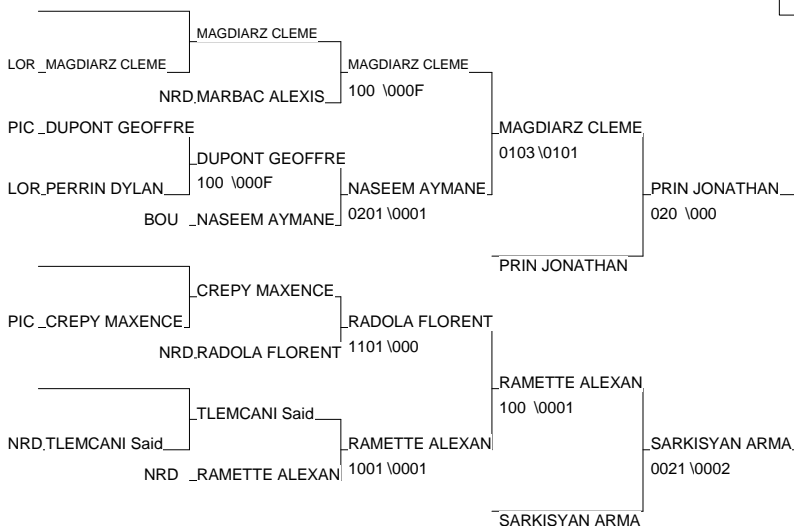 MAGDIARZ CLEME
LOR MAGDIARZ CLEME
MAGDIARZ CLEME
NRD MARBAC ALEXIS
100 \000F
PIC DUPONT GEOFFRE
MAGDIARZ CLEME
0103 \0101
DUPONT GEOFFRE
100 \000F
LOR PERRIN DYLAN
NASEEM AYMANE
PRIN JONATHAN
BOU NASEEM AYMANE
0201 \0001
020 \000
PRIN JONATHAN
CREPY MAXENCE
PIC CREPY MAXENCE
RADOLA FLORENT
NRD RADOLA FLORENT
1101 \000
RAMETTE ALEXAN
100 \0001
TLEMCANI Said
NRD TLEMCANI Said
RAMETTE ALEXAN
SARKISYAN ARMA
NRD RAMETTE ALEXAN
1001 \0001
0021 \0002
SARKISYAN ARMA